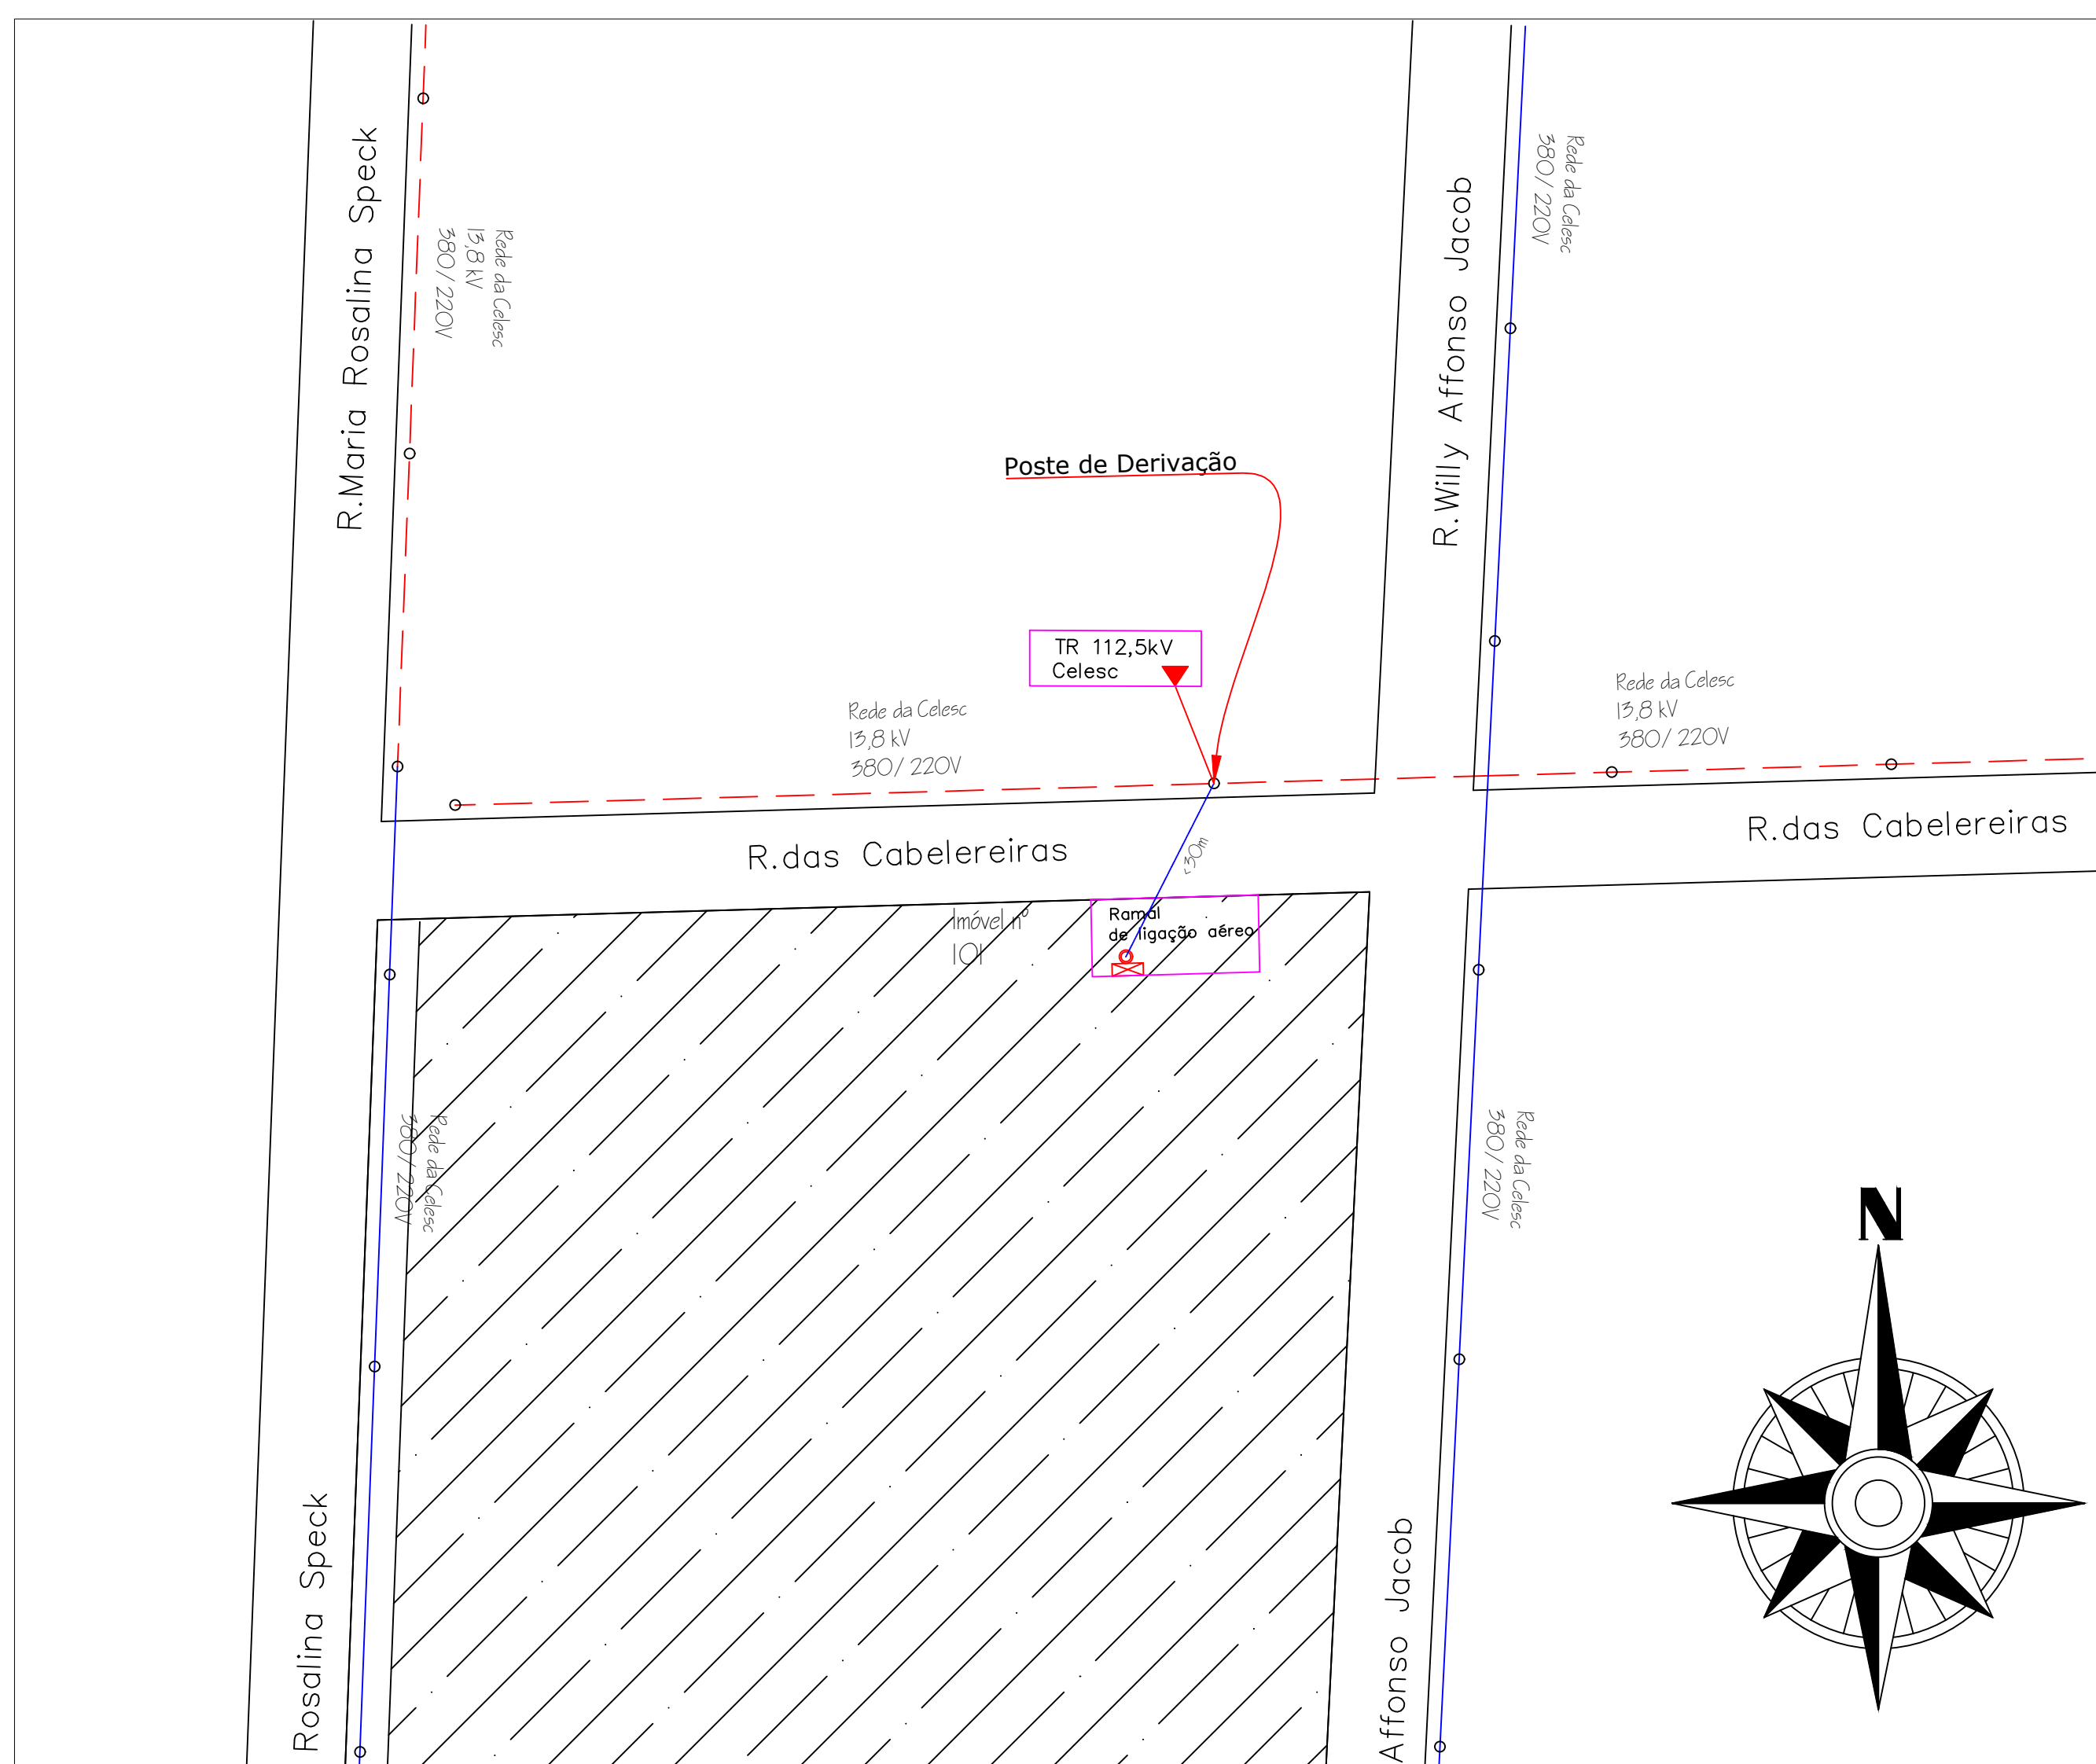 R.Maria Rosalina Speck
Rede da Celesc
13,8 kV
380/ 220V
R.Willy Affonso Jacob
Rede da Celesc
380/ 220V
Poste de Derivação
TR 112,5kV
Celesc
Rede da Celesc
13,8 kV
380/ 220V
Rede da Celesc
13,8 kV
380/ 220V
R.das Cabelereiras
R.das Cabelereiras
<30m
Imóvel nº
101
Ramal
de ligação aéreo
Rede da Celesc
380/ 220V
Rede da Celesc
380/ 220V
N
Rosalina Speck
Affonso Jacob